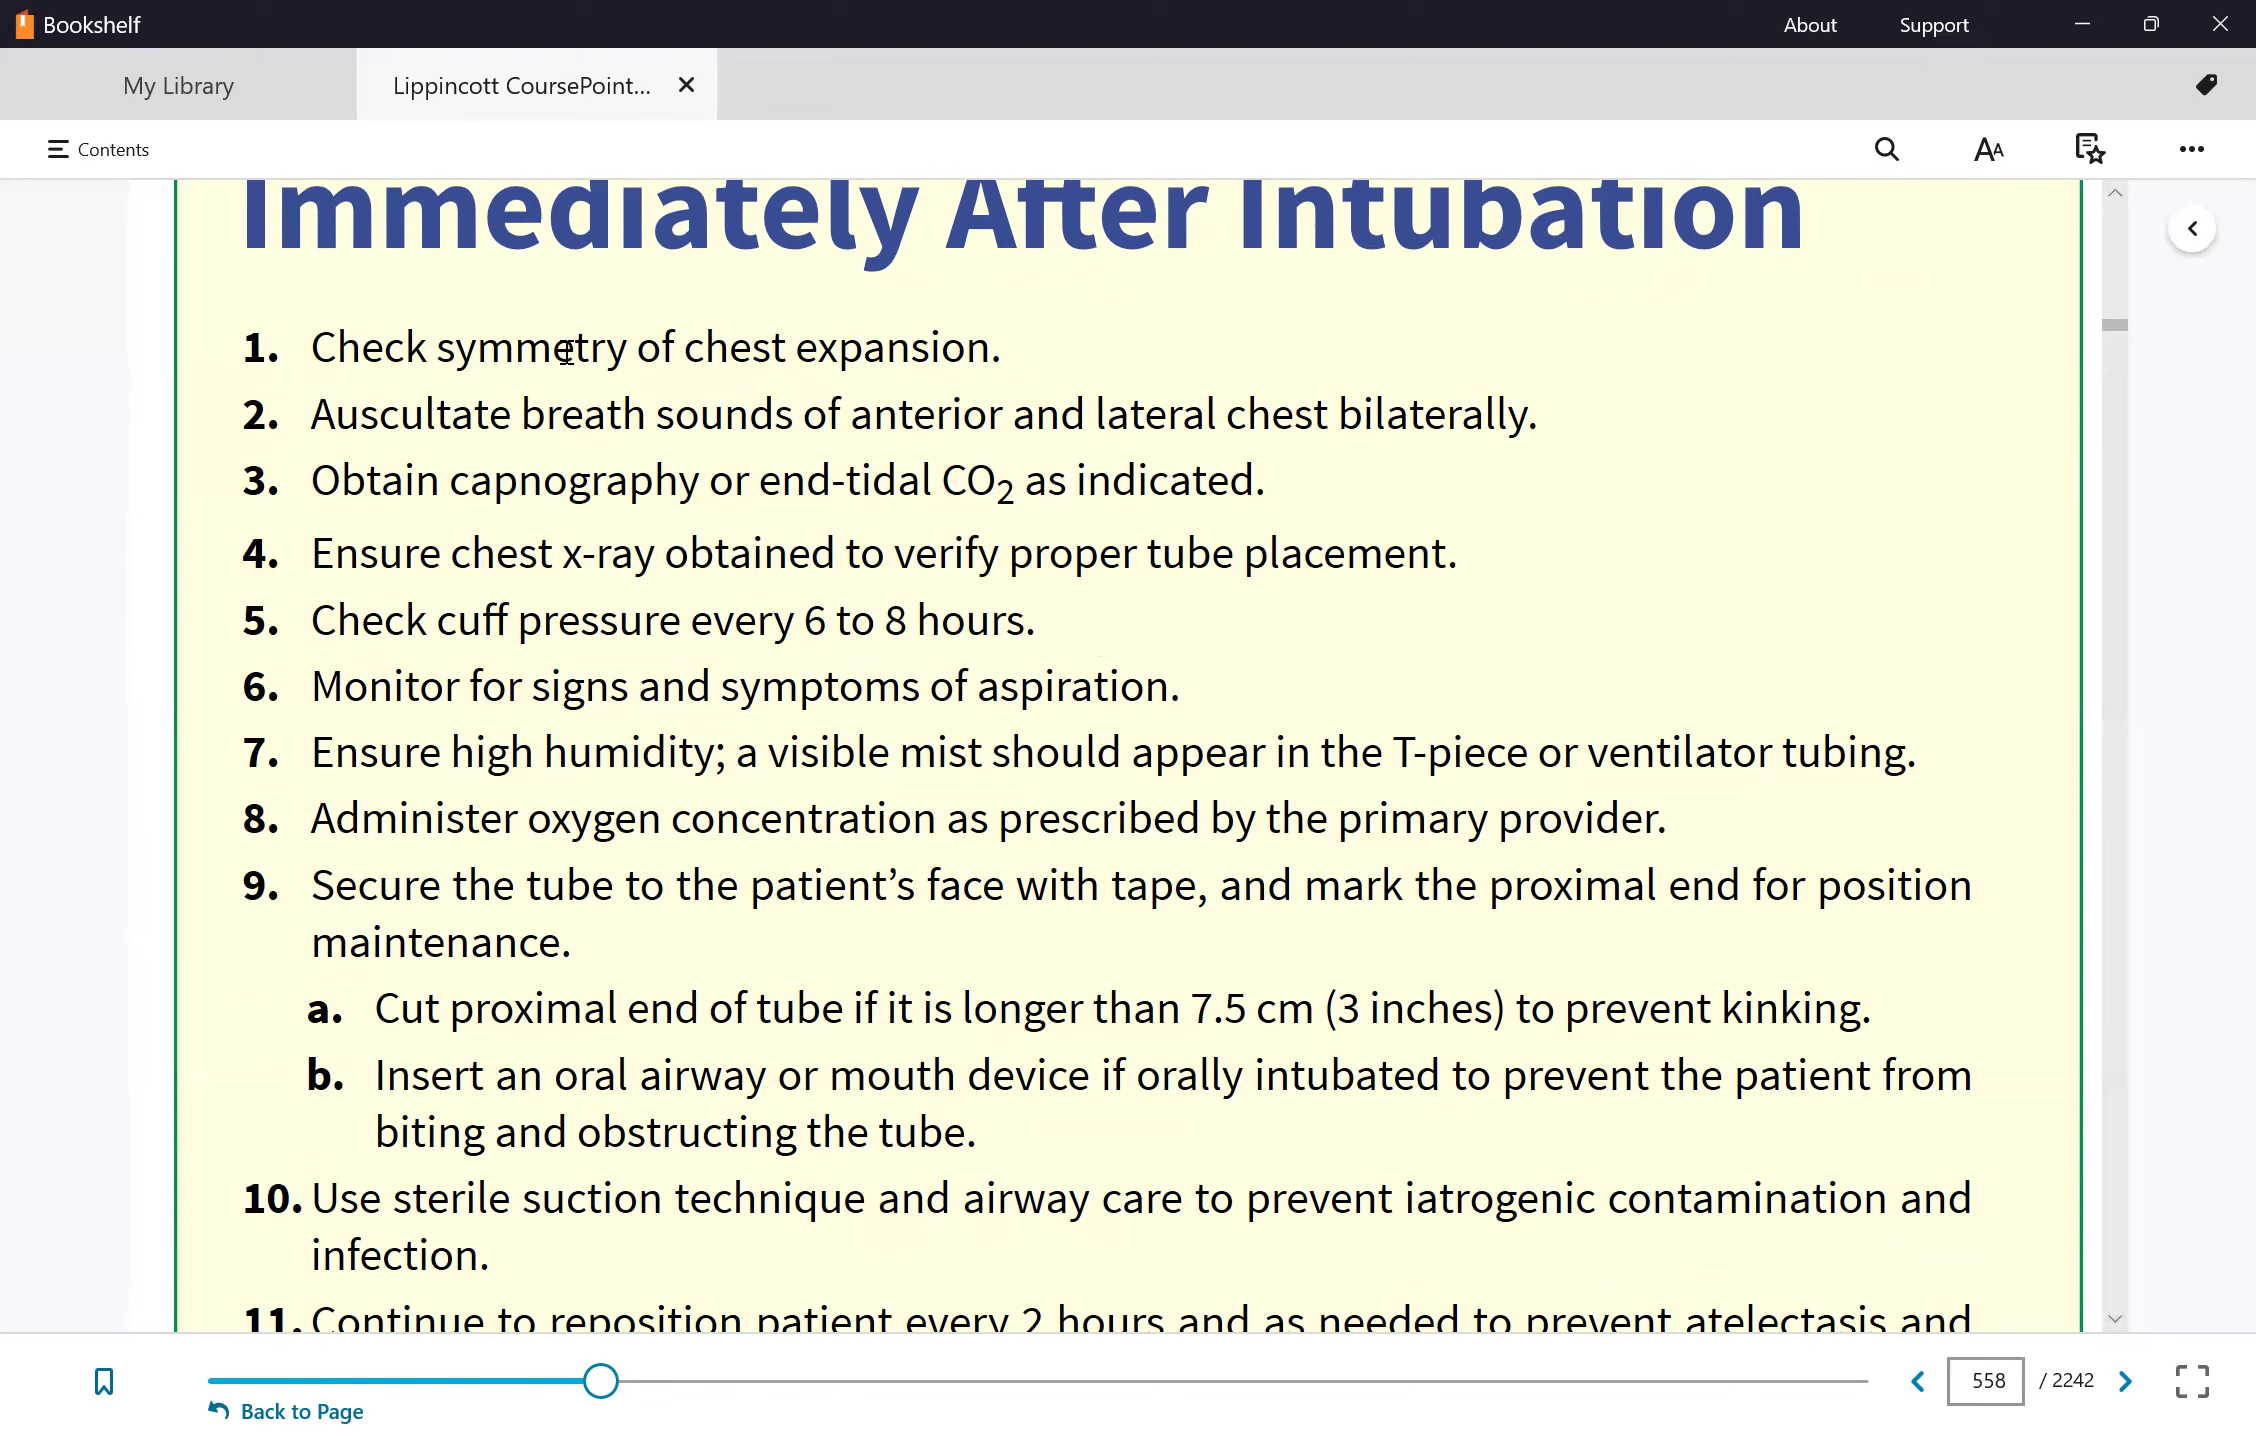 Bookshelf
About
Support
My Library
Lippincott CoursePoint...
Contents
Immediately After Intubation
1. Check symmetry of chest expansion.
2. Auscultate breath sounds of anterior and lateral chest bilaterally.
3. Obtain capnography or end-tidal CO₂ as indicated.
4. Ensure chest x-ray obtained to verify proper tube placement.
5. Check cuff pressure every 6 to 8 hours.
6. Monitor for signs and symptoms of aspiration.
7. Ensure high humidity; a visible mist should appear in the T-piece or ventilator tubing.
8. Administer oxygen concentration as prescribed by the primary provider.
9. Secure the tube to the patient’s face with tape, and mark the proximal end for position
maintenance.
a. Cut proximal end of tube if it is longer than 7.5 cm (3 inches) to prevent kinking.
b. Insert an oral airway or mouth device if orally intubated to prevent the patient from
biting and obstructing the tube.
10. Use sterile suction technique and airway care to prevent iatrogenic contamination and
infection.
11. Continue to reposition patient every 2 hours and as needed to prevent atelectasis and
558 / 2242
Back to Page